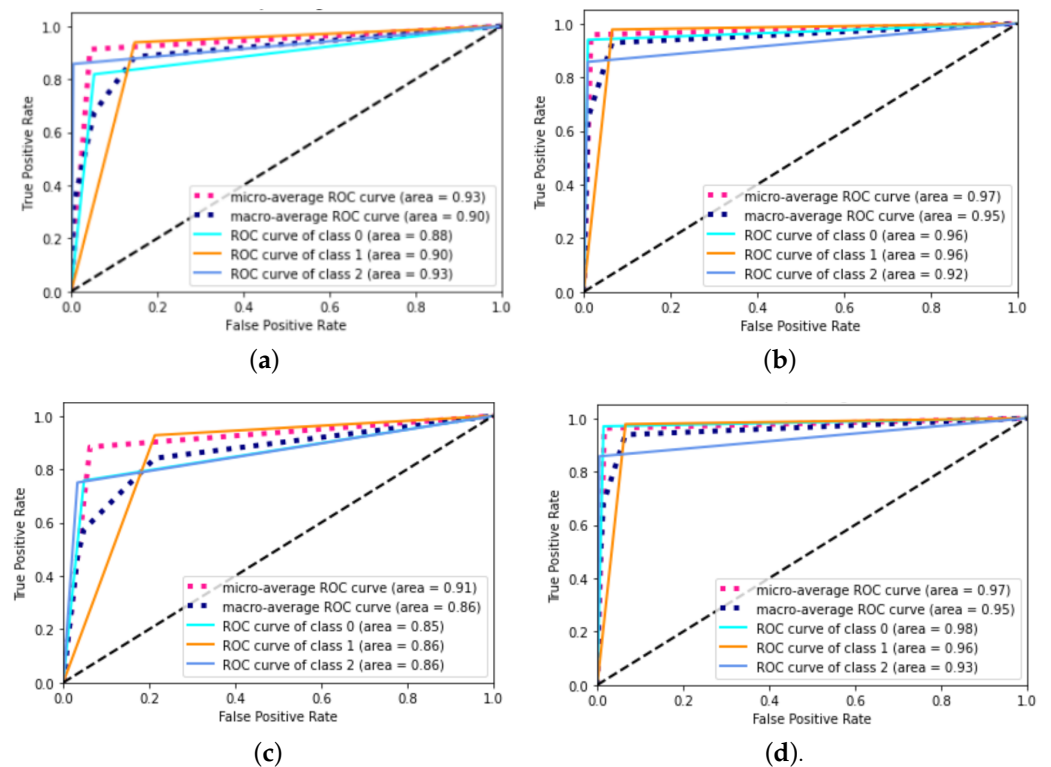 1.0
0.8
0.6
0.4
0.2
0.0
True Positive Rate
micro-average ROC curve (area = 0.93)
macro-average ROC curve (area = 0.90)
ROC curve of class 0 (area = 0.88)
ROC curve of class 1 (area = 0.90)
ROC curve of class 2 (area = 0.93)
0.0 0.2 0.4 0.6 0.8 1.0
False Positive Rate
(a)
1.0
0.8
0.6
0.4
0.2
0.0
True Positive Rate
micro-average ROC curve (area = 0.97)
macro-average ROC curve (area = 0.95)
ROC curve of class 0 (area = 0.96)
ROC curve of class 1 (area = 0.96)
ROC curve of class 2 (area = 0.92)
0.0 0.2 0.4 0.6 0.8 1.0
False Positive Rate
(b)
1.0
0.8
0.6
0.4
0.2
0.0
True Positive Rate
micro-average ROC curve (area = 0.91)
macro-average ROC curve (area = 0.86)
ROC curve of class 0 (area = 0.85)
ROC curve of class 1 (area = 0.86)
ROC curve of class 2 (area = 0.86)
0.0 0.2 0.4 0.6 0.8 1.0
False Positive Rate
(c)
1.0
0.8
0.6
0.4
0.2
0.0
True Positive Rate
micro-average ROC curve (area = 0.97)
macro-average ROC curve (area = 0.95)
ROC curve of class 0 (area = 0.98)
ROC curve of class 1 (area = 0.96)
ROC curve of class 2 (area = 0.93)
0.0 0.2 0.4 0.6 0.8 1.0
False Positive Rate
(d).